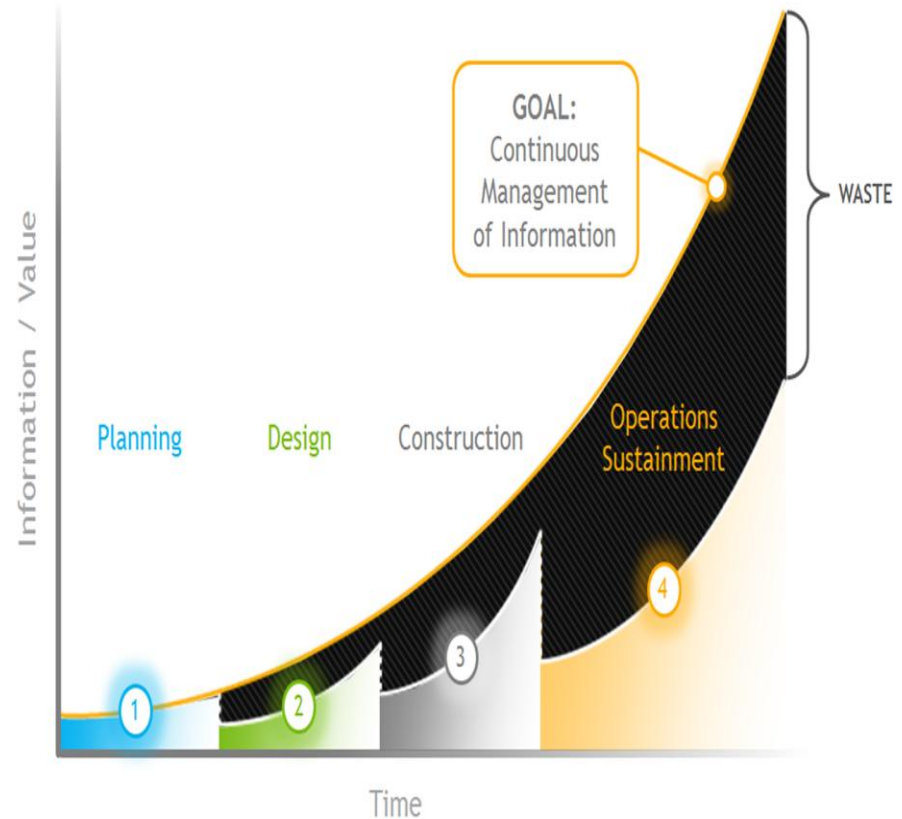 GOAL:
Continuous
Management
of Information
WASTE
Information / Value
Planning
Design
Construction
Operations
Sustainment
1
2
3
4
Time